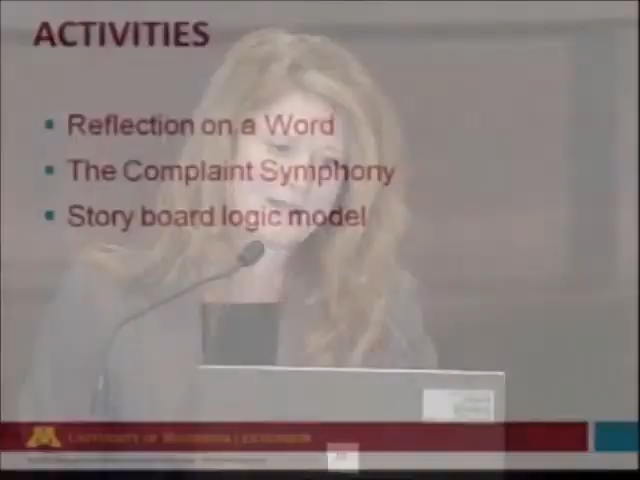 ACTIVITIES
Reflection on a Word
The Complaint Symphony
Story board logic model
UNIVERSITY OF MINNESOTA | EXTENSION